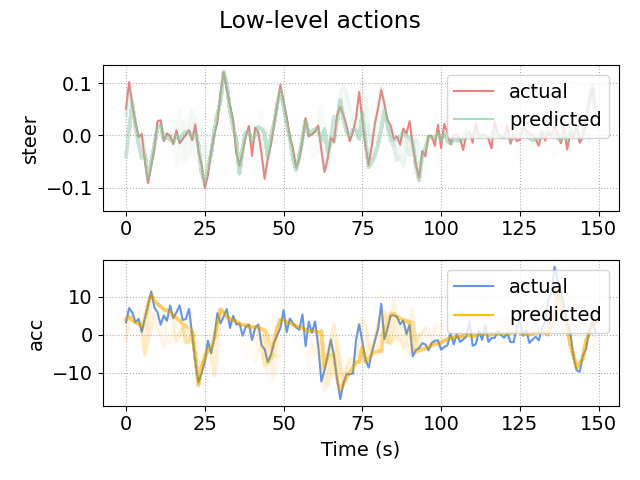 Low-level actions
steer
0.1
0.0
−0.1
actual
predicted
0 25 50 75 100 125 150
acc
10
0
−10
actual
predicted
0 25 50 75 100 125 150
Time (s)